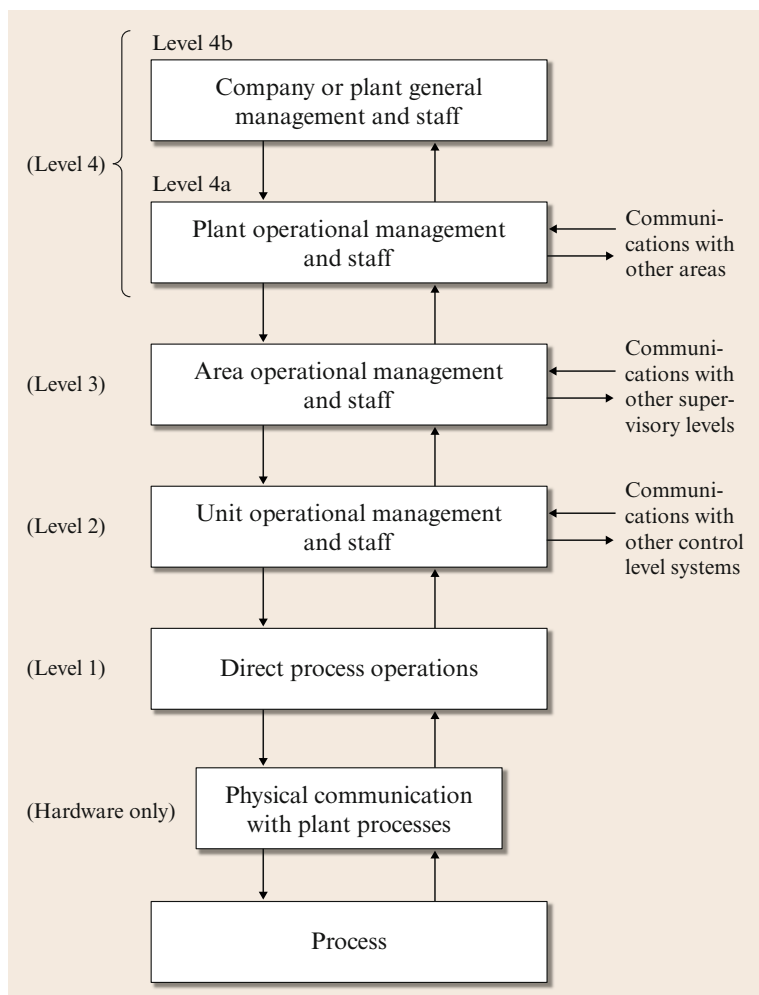 Level 4b
Company or plant general
management and staff
(Level 4)
Level 4a
Plant operational management
and staff
Communi-
cations with
other areas
(Level 3)
Area operational management
and staff
Communi-
cations with
other super-
visory levels
(Level 2)
Unit operational management
and staff
Communi-
cations with
other control
level systems
(Level 1)
Direct process operations
(Hardware only)
Physical communication
with plant processes
Process